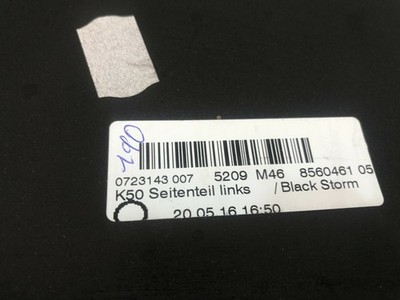 0723143 007 5209 M46 8560461 05
K50 Seitenteil links / Black Storm
20.05.16 16:50